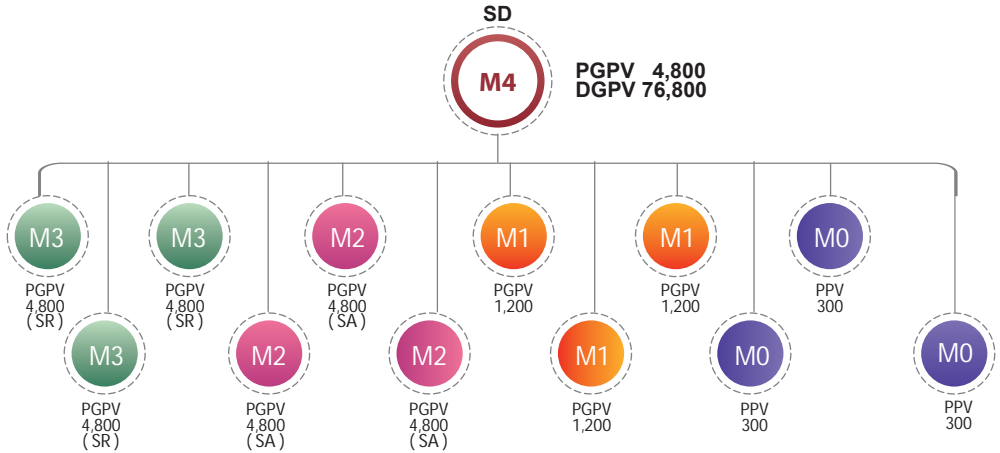 SD
M4
PGPV 4,800
DGPV 76,800
M3
PGPV
4,800
( SR )
M3
PGPV
4,800
( SR )
M2
PGPV
4,800
( SA )
M1
PGPV
1,200
M1
PGPV
1,200
M0
PPV
300
M3
PGPV
4,800
( SR )
M2
PGPV
4,800
( SA )
M2
PGPV
4,800
( SA )
M1
PGPV
1,200
M0
PPV
300
M0
PPV
300